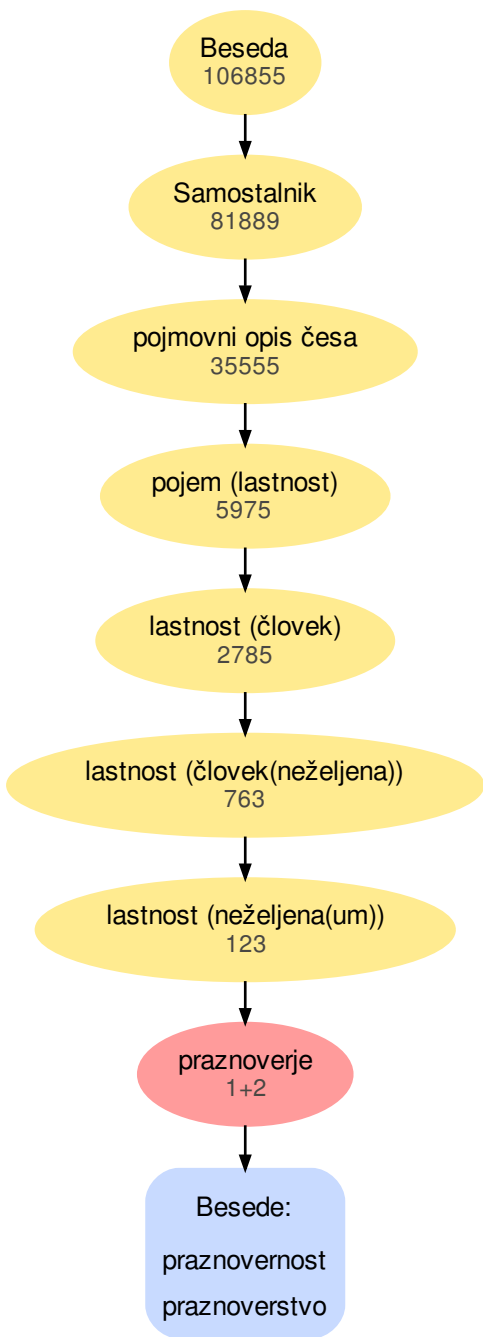 Beseda
106855
Samostalnik
81889
pojmovni opis česa
35555
pojem (lastnost)
5975
lastnost (človek)
2785
lastnost (človek(neželjena))
763
lastnost (neželjena(um))
123
praznoverje
1+2
Besede:
praznovernost
praznoverstvo